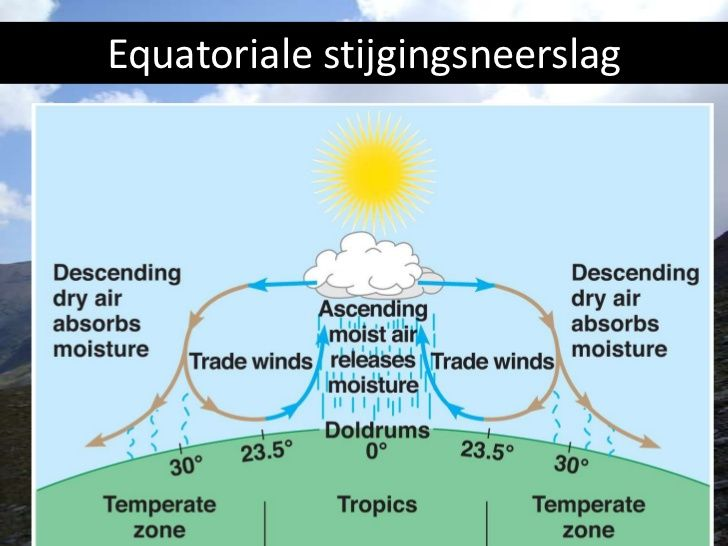 Equatoriale stijgingsneerslag
Descending
dry air
absorbs
moisture
Descending
dry air
absorbs
moisture
Ascending
moist air
releases
moisture
Trade winds
Trade winds
Doldrums
30°
23.5°
0°
23.5°
30°
Temperate
zone
Tropics
Temperate
zone